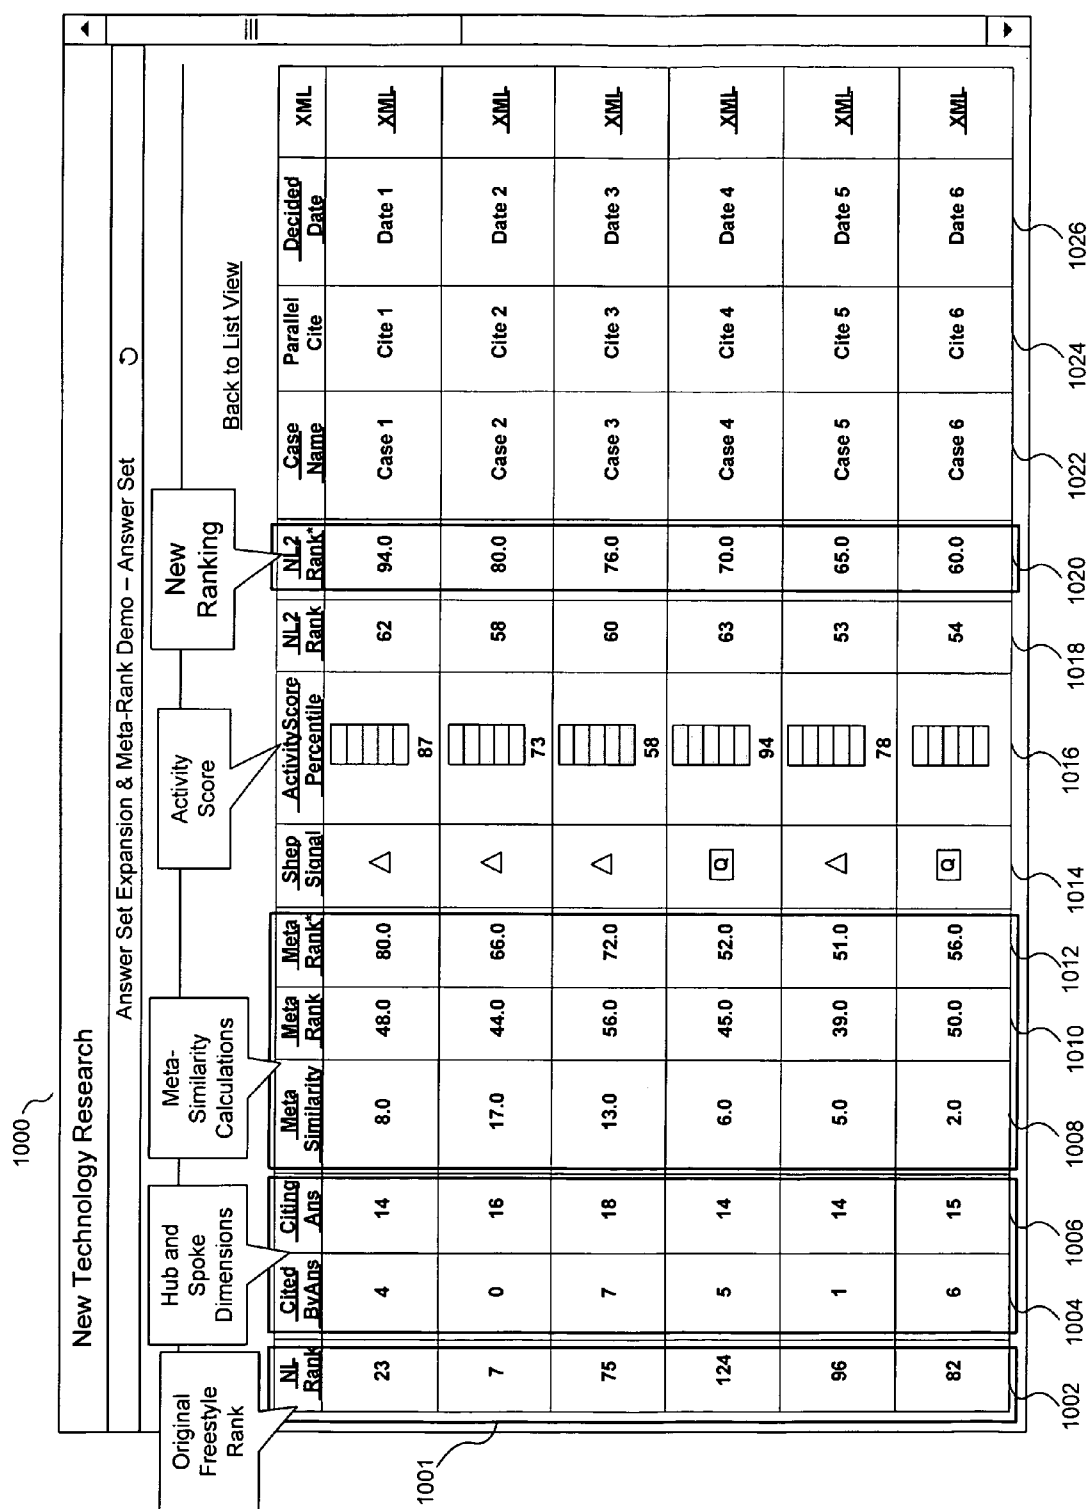 1000
New Technology Research
Answer Set Expansion & Meta-Rank Demo – Answer Set
Original
Freestyle
Rank
Hub and
Spoke
Dimensions
Meta-
Similarity
Calculations
Activity
Score
New
Ranking
Back to List View
NL Rank Cited ByAns Citing Ans Meta Similarity Meta Rank Meta Rank* Shep Signal ActivityScore Percentile NL2 Rank NL2 Rank* Case Name Parallel Cite Decided Date XML
23 4 14 8.0 48.0 80.0 87 62 94.0 Case 1 Cite 1 Date 1 XML
7 0 16 17.0 44.0 66.0 73 58 80.0 Case 2 Cite 2 Date 2 XML
75 7 18 13.0 56.0 72.0 58 60 76.0 Case 3 Cite 3 Date 3 XML
124 5 14 6.0 45.0 52.0 Q 94 63 70.0 Case 4 Cite 4 Date 4 XML
96 1 14 5.0 39.0 51.0 78 53 65.0 Case 5 Cite 5 Date 5 XML
82 6 15 2.0 50.0 56.0 Q 54 60.0 Case 6 Cite 6 Date 6 XML
1001
1002 1004 1006 1008 1010 1012 1014 1016 1018 1020 1022 1024 1026